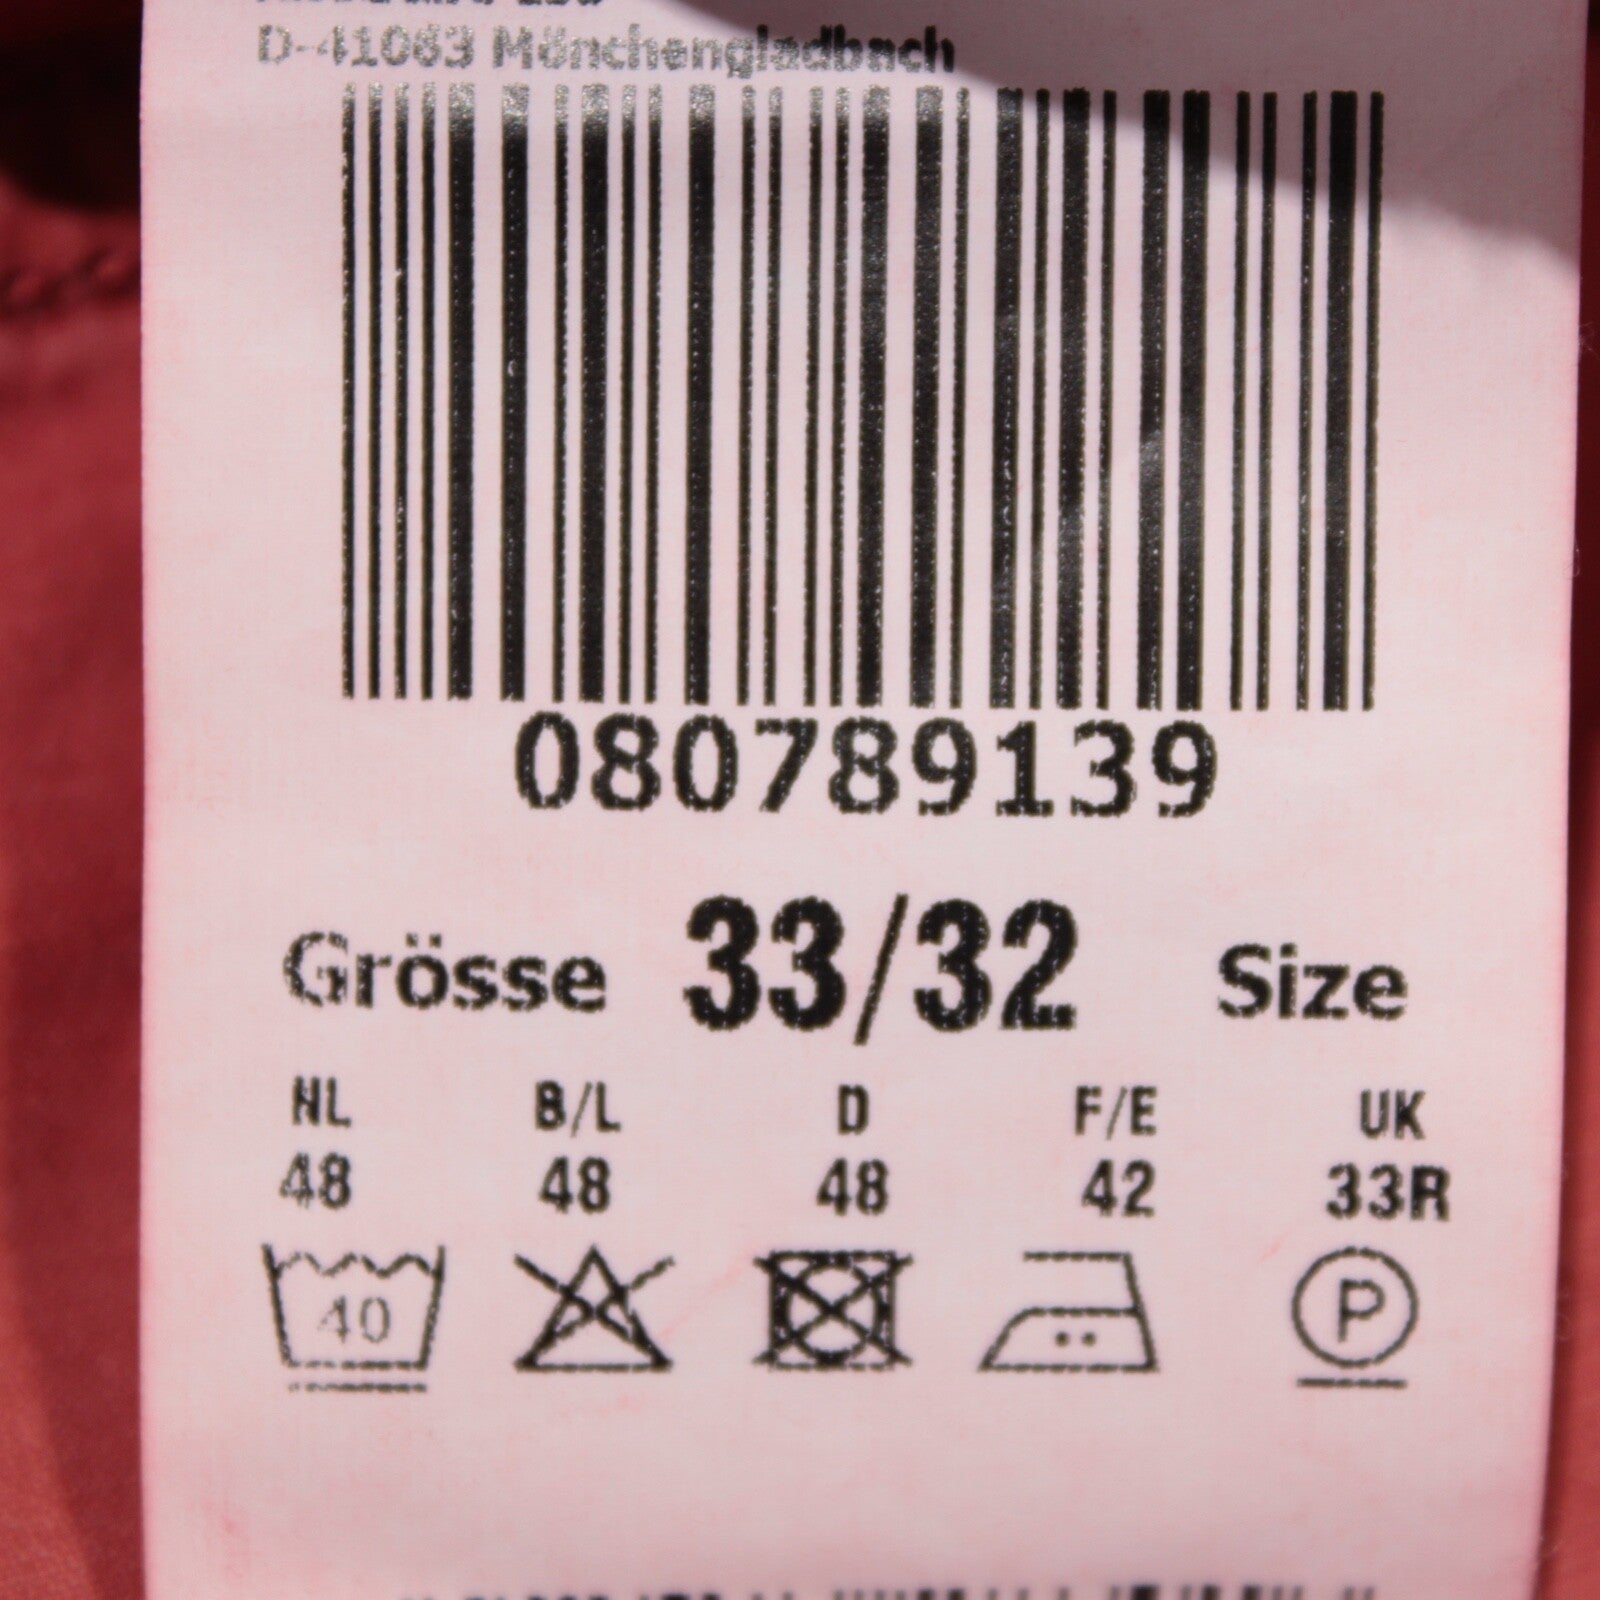 D-41063 Mönchengladbach
080789139
Grösse 33/32 Size
NL B/L D F/E UK
48 48 48 42 33R
40 P